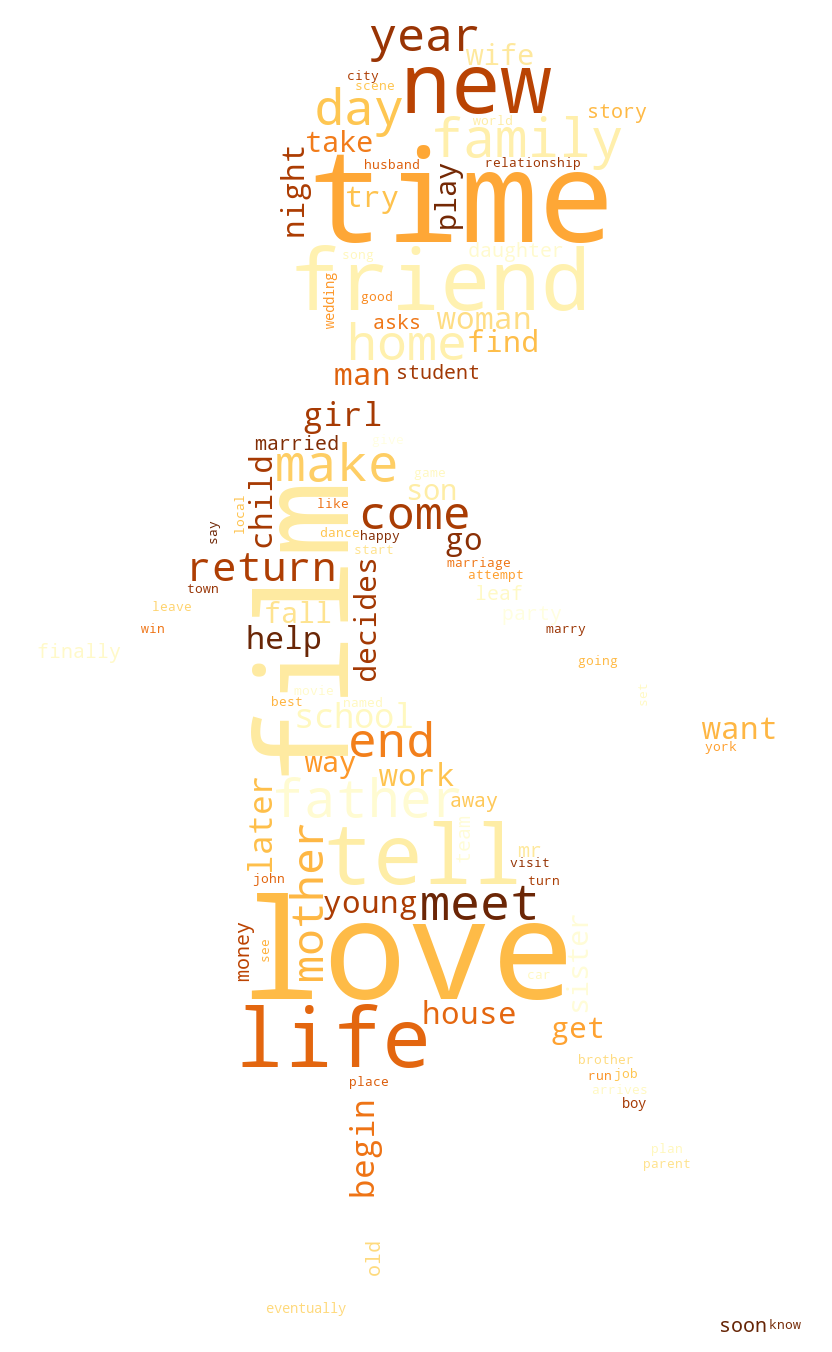 year
wife
new
city
scene
day
story
family
world
take
night
husband
relationship
time
play
try
friend
song
daughter
wedding
good
asks
woman
home
find
man
student
girl
married
make
child
game
son
like
come
local
say
dance
happy
go
start
return
film
decides
marriage
attempt
town
leaf
leave
fall
party
win
help
marry
finally
going
movie
best
based
school
want
york
end
way
work
father
away
later
team
tell
mr
mother
visit
john
turn
young
meet
love
money
see
car
sister
life
house
get
brother
place
run
job
arrives
begin
boy
plan
parent
old
eventually
soon
know